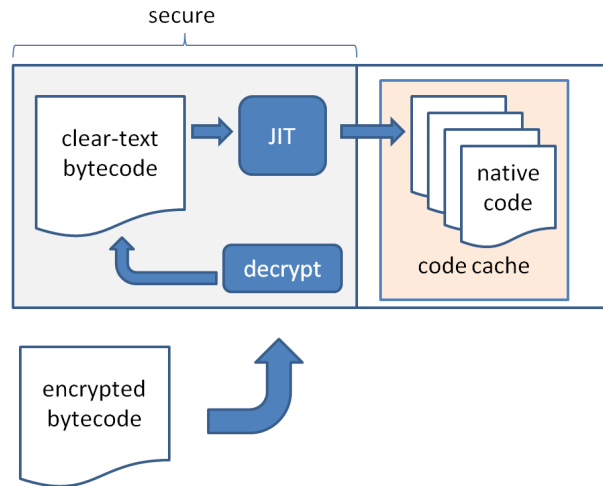 secure
clear-text
bytecode
JIT
native
code
decrypt
code cache
encrypted
bytecode